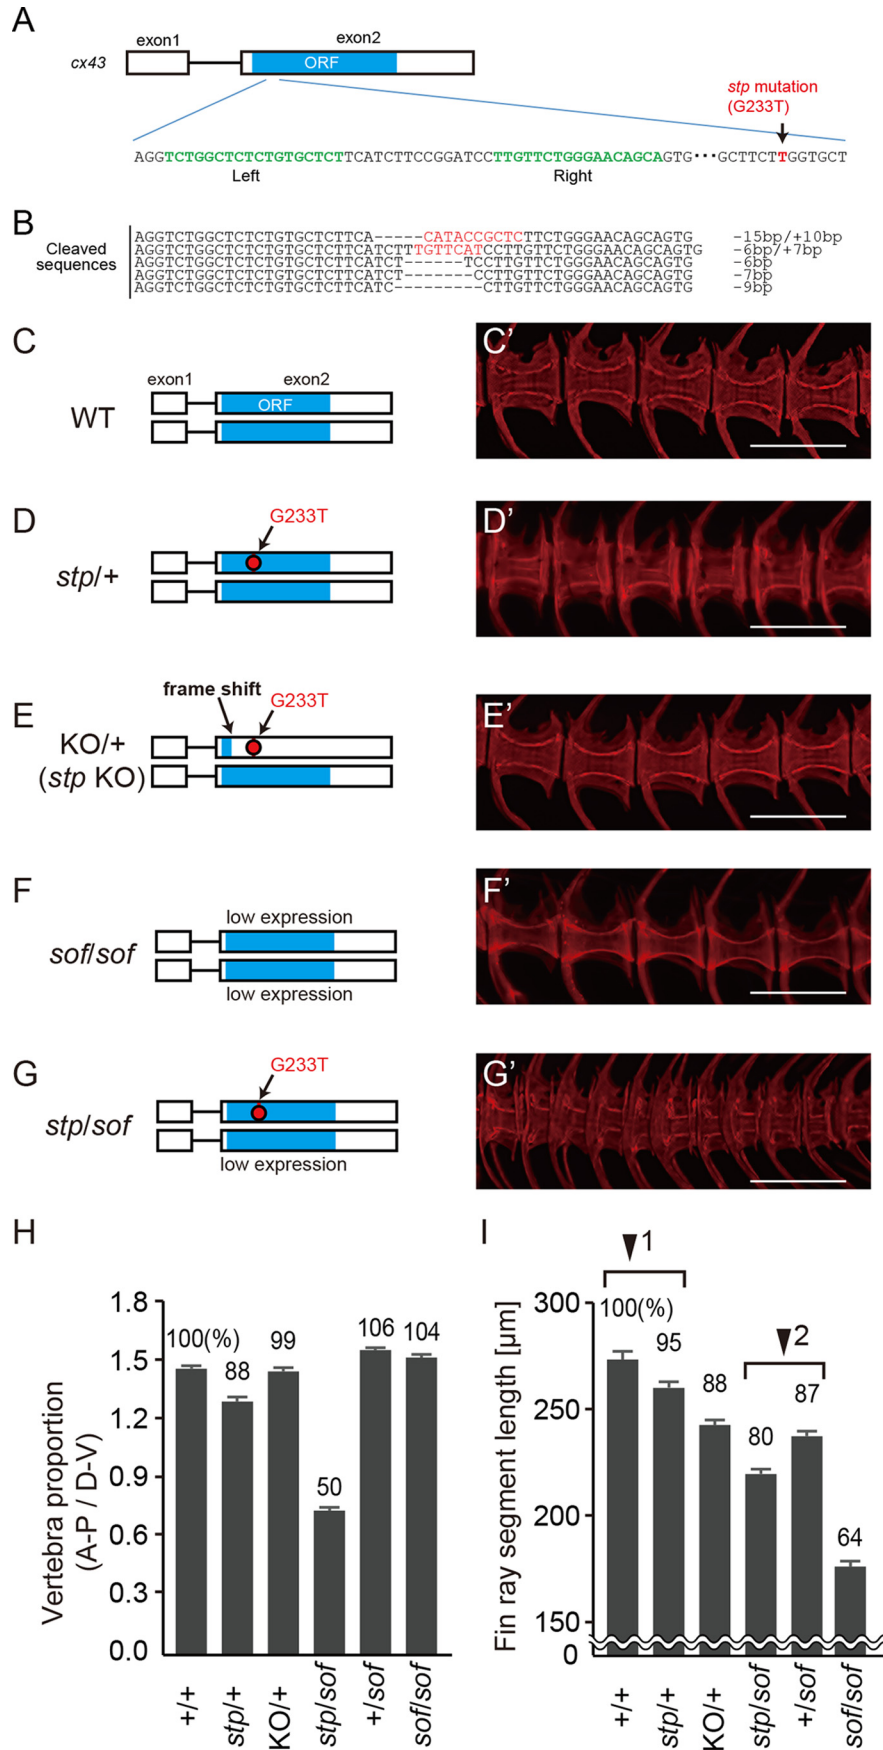 A
exon1
exon2
cx43
ORF
stp mutation
(G233T)
AGGTCTGGCTCTCTGTGCTCTTCATCTTCCGGATCCTTGTTCTGGGAACAGCAGTG···GCTTCTTGGTGCT
Left
Right
B
Cleaved
sequences
AGGTCTGGCTCTCTGTGCTCTTCA-----CATACCGCTCTTCTGGGAACAGCAGTG -15bp/+10bp
AGGTCTGGCTCTCTGTGCTCTTCATCTTTGTTCATCCTTGTTCTGGGAACAGCAGTG -6bp/+7bp
AGGTCTGGCTCTCTGTGCTCTTCATCT------TCCTTGTTCTGGGAACAGCAGTG -6bp
AGGTCTGGCTCTCTGTGCTCTTCATCT-------CCTTGTTCTGGGAACAGCAGTG -7bp
AGGTCTGGCTCTCTGTGCTCTTCATC---------CTTGTTCTGGGAACAGCAGTG -9bp
C
exon1
exon2
ORF
WT
C'
D
G233T
stp/+
D'
frame shift
G233T
E
KO/+
(stp KO)
E'
F
low expression
sof/sof
low expression
F'
G
G233T
stp/sof
low expression
G'
H
Vertebra proportion
(A-P / D-V)
1.8
1.5
1.2
0.9
0.6
0.3
0.0
100(%)
88
99
50
106
104
+/+
stp/+
KO/+
stp/sof
+/sof
sof/sof
I
1
2
Fin ray segment length [µm]
300
250
200
150
0
100(%)
95
88
80
87
64
+/+
stp/+
KO/+
stp/sof
+/sof
sof/sof